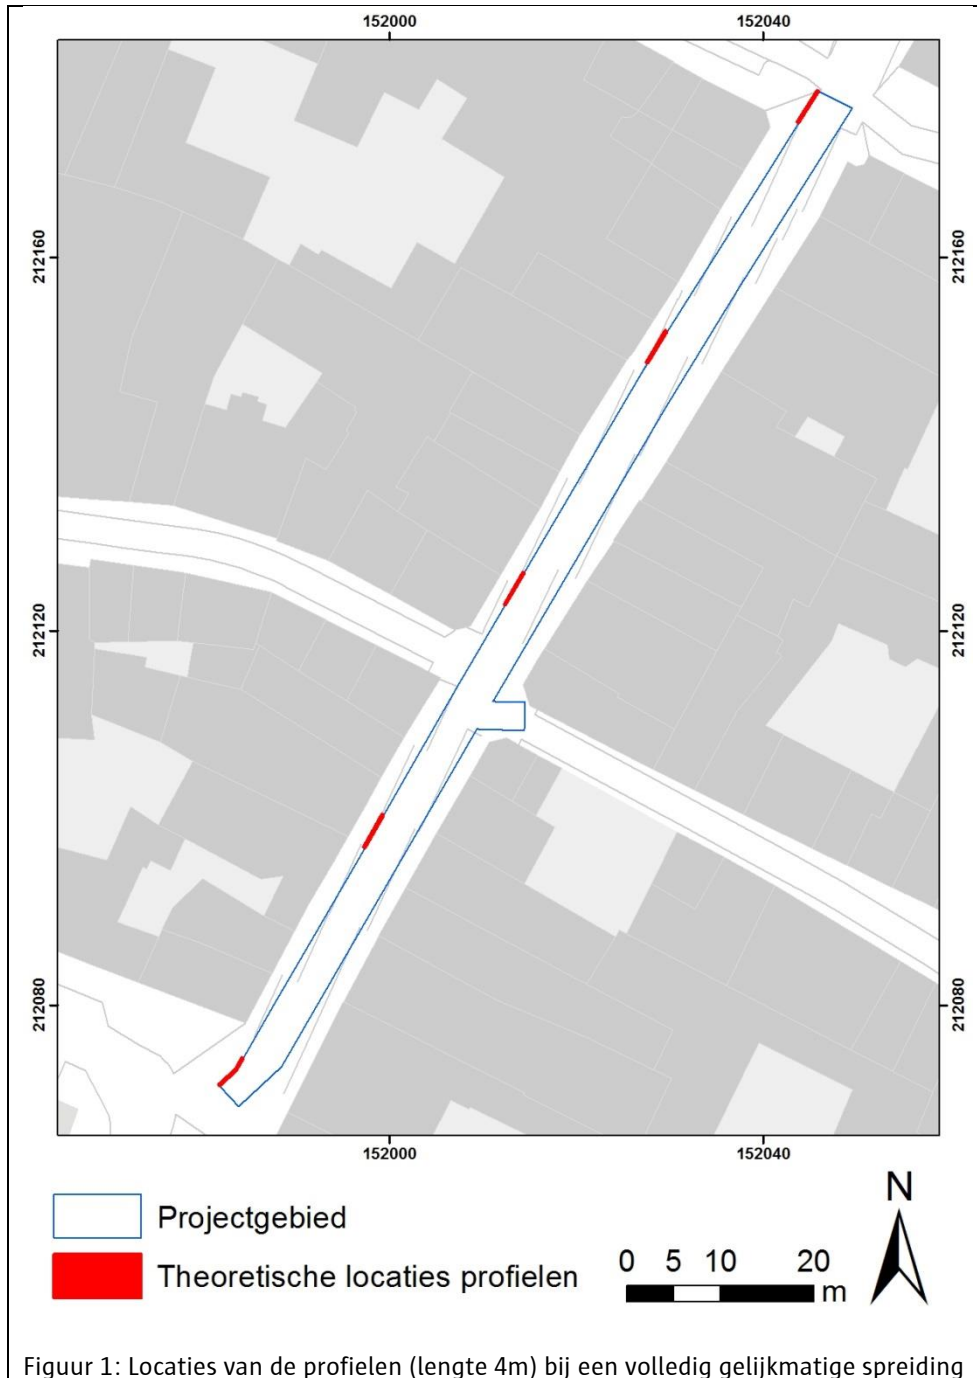 152000 152040
212160 212160
212120 212120
212080 212080
152000 152040
Projectgebied
Theoretische locaties profielen
N
0 5 10 20
m
Figuur 1: Locaties van de profielen (lengte 4m) bij een volledig gelijkmatige spreiding